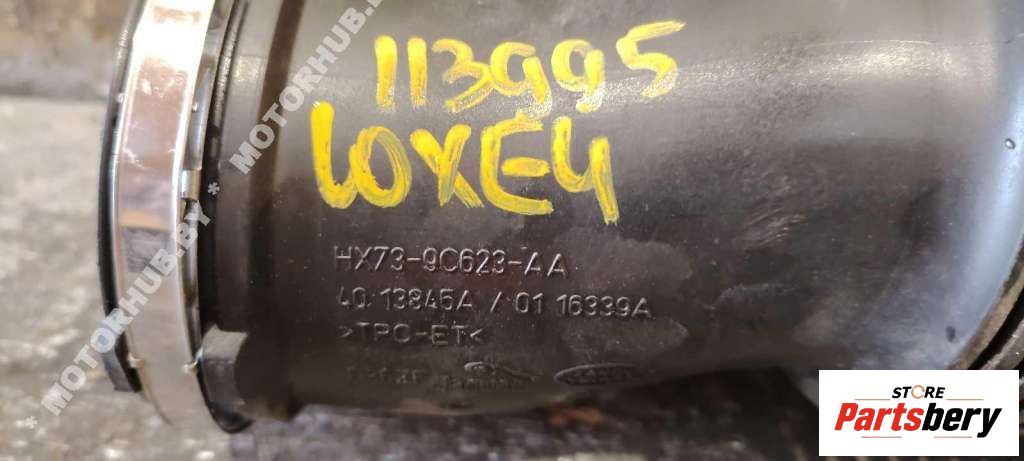 113995
LOXE4
HX73-9C623-AA
40 13845A / 01 16339A
>TPC-ET<
MOTORHUB.BY * MOTORHUB.BY
STORE
Partsbery